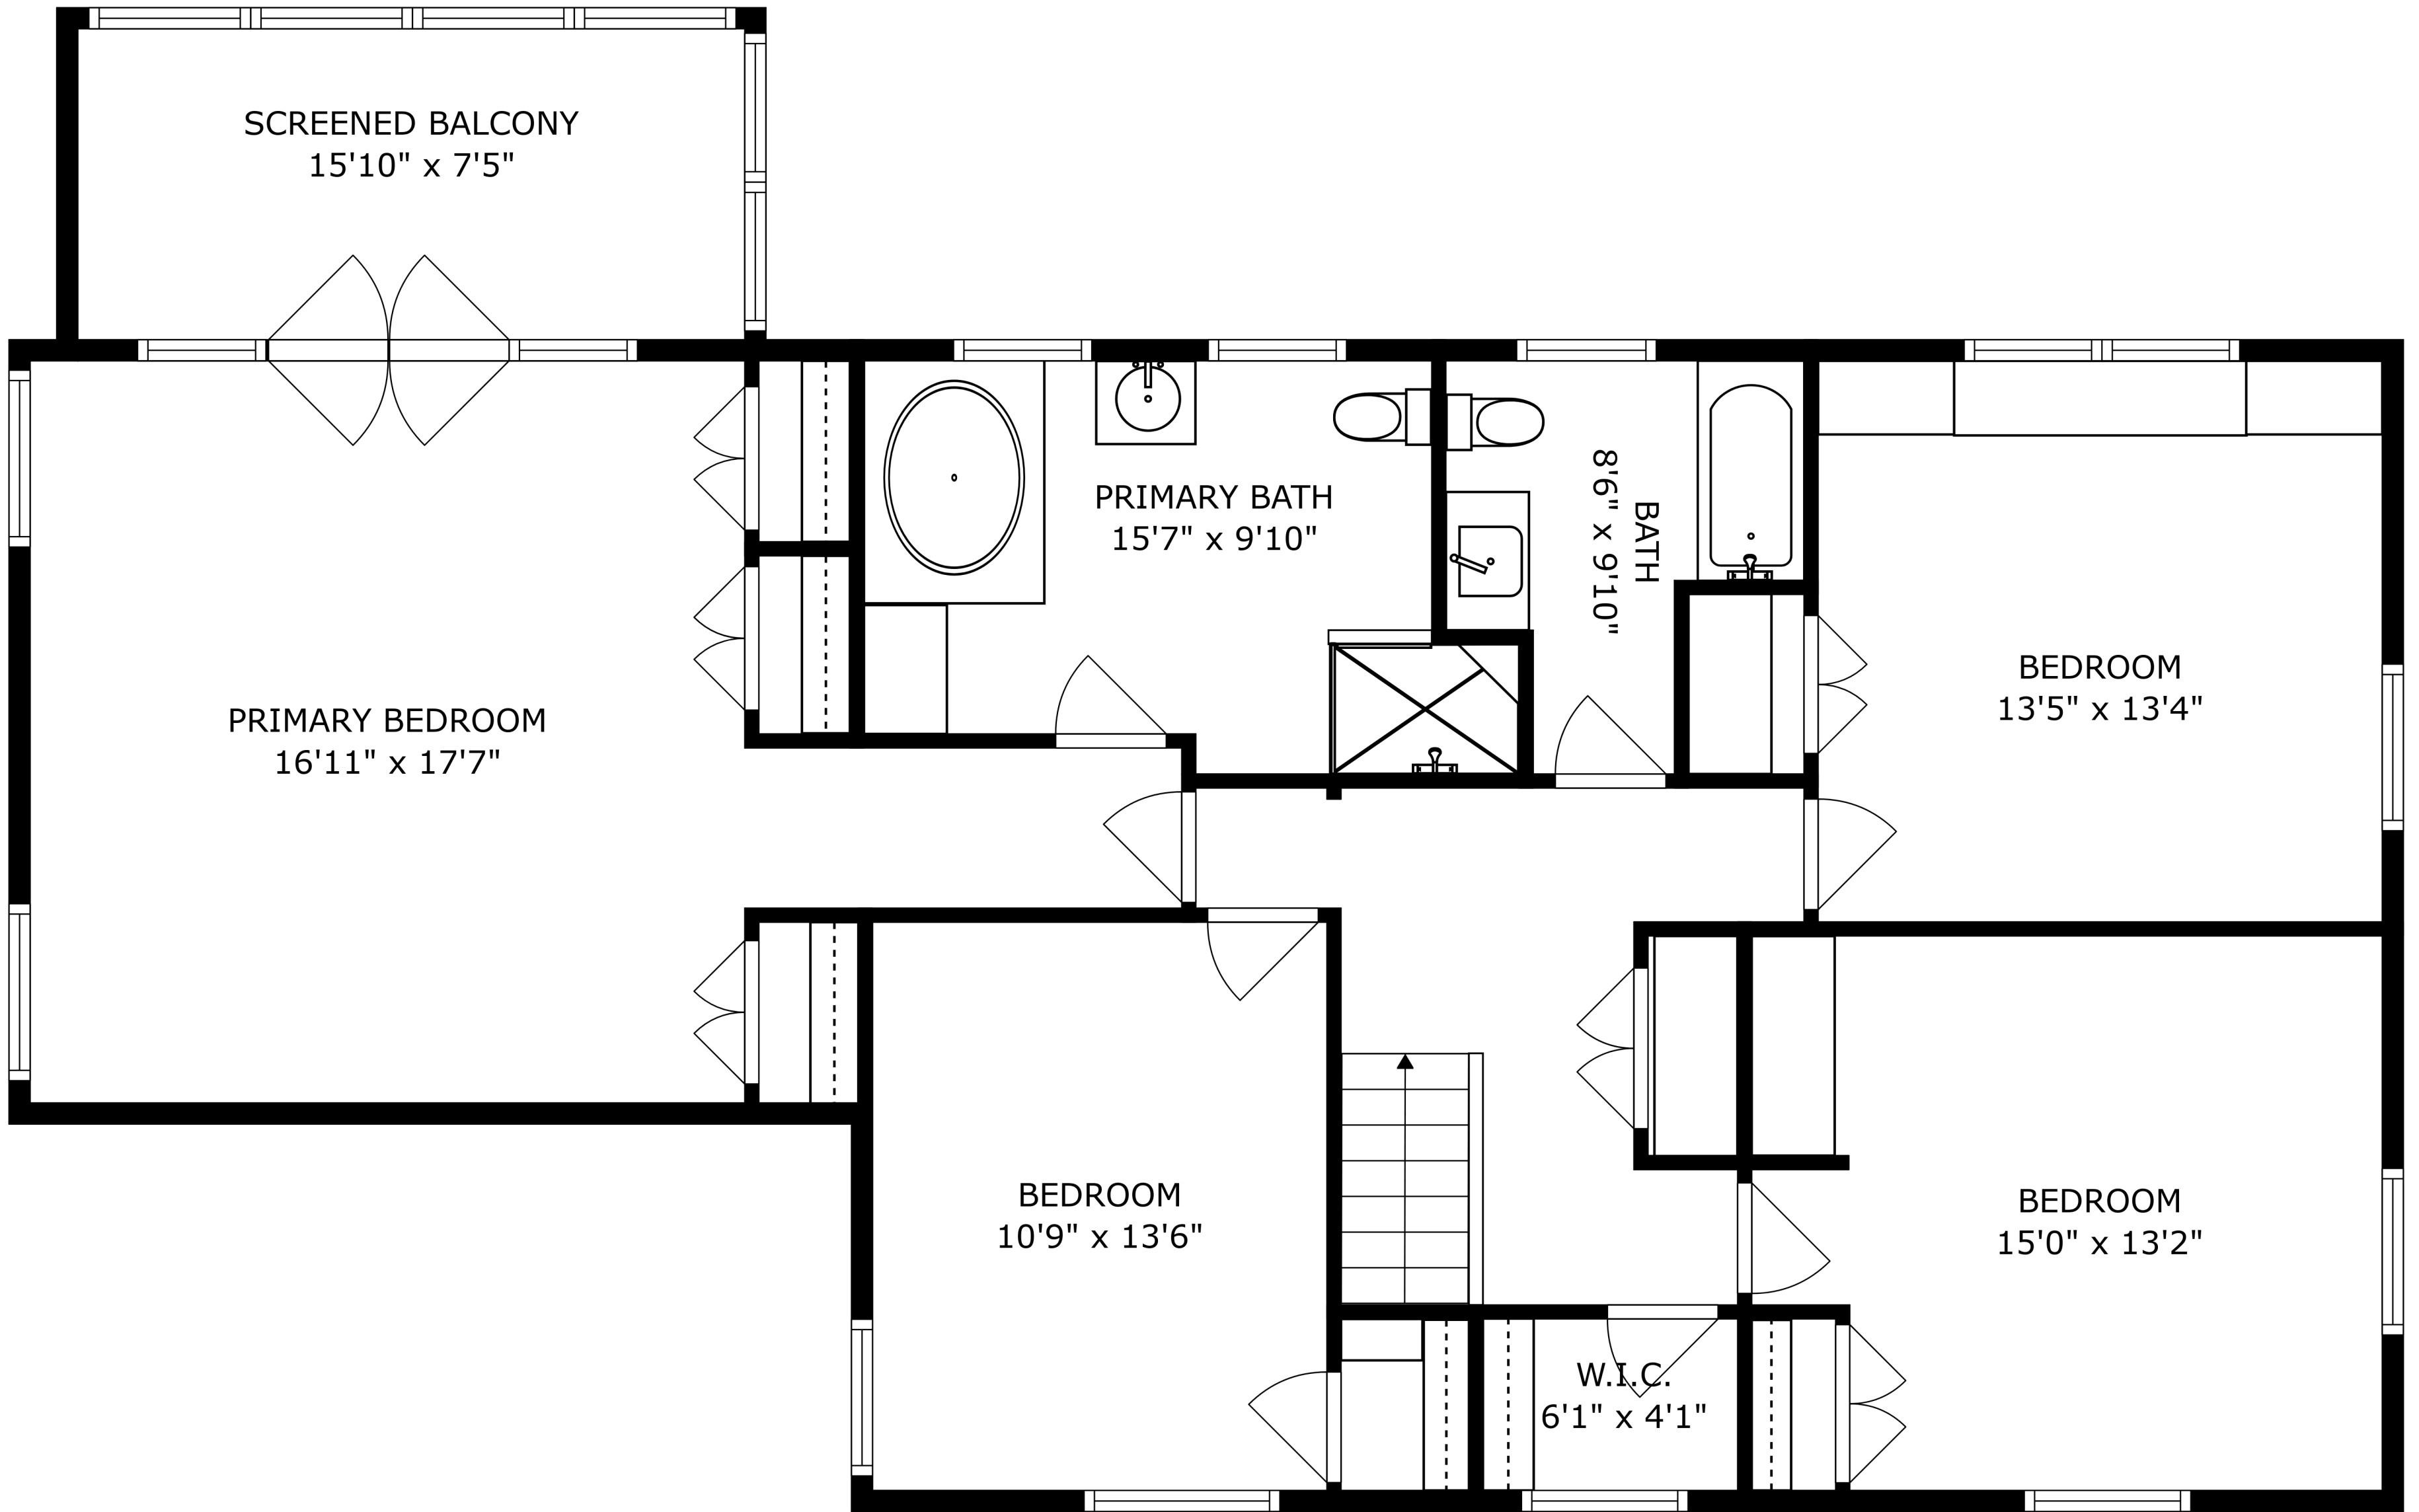 SCREENED BALCONY
15'10" x 7'5"
PRIMARY BATH
15'7" x 9'10"
BATH
8'6" x 9'10"
BEDROOM
13'5" x 13'4"
PRIMARY BEDROOM
16'11" x 17'7"
BEDROOM
10'9" x 13'6"
BEDROOM
15'0" x 13'2"
W.I.C.
6'1" x 4'1"